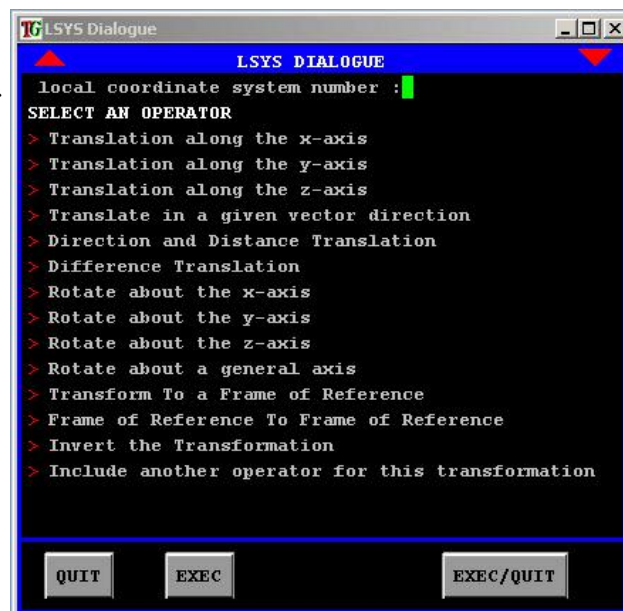 TG LSYS Dialogue
LSYS DIALOGUE
local coordinate system number :
SELECT AN OPERATOR
> Translation along the x-axis
> Translation along the y-axis
> Translation along the z-axis
> Translate in a given vector direction
> Direction and Distance Translation
> Difference Translation
> Rotate about the x-axis
> Rotate about the y-axis
> Rotate about the z-axis
> Rotate about a general axis
> Transform To a Frame of Reference
> Frame of Reference To Frame of Reference
> Invert the Transformation
> Include another operator for this transformation
QUIT EXEC EXEC/QUIT